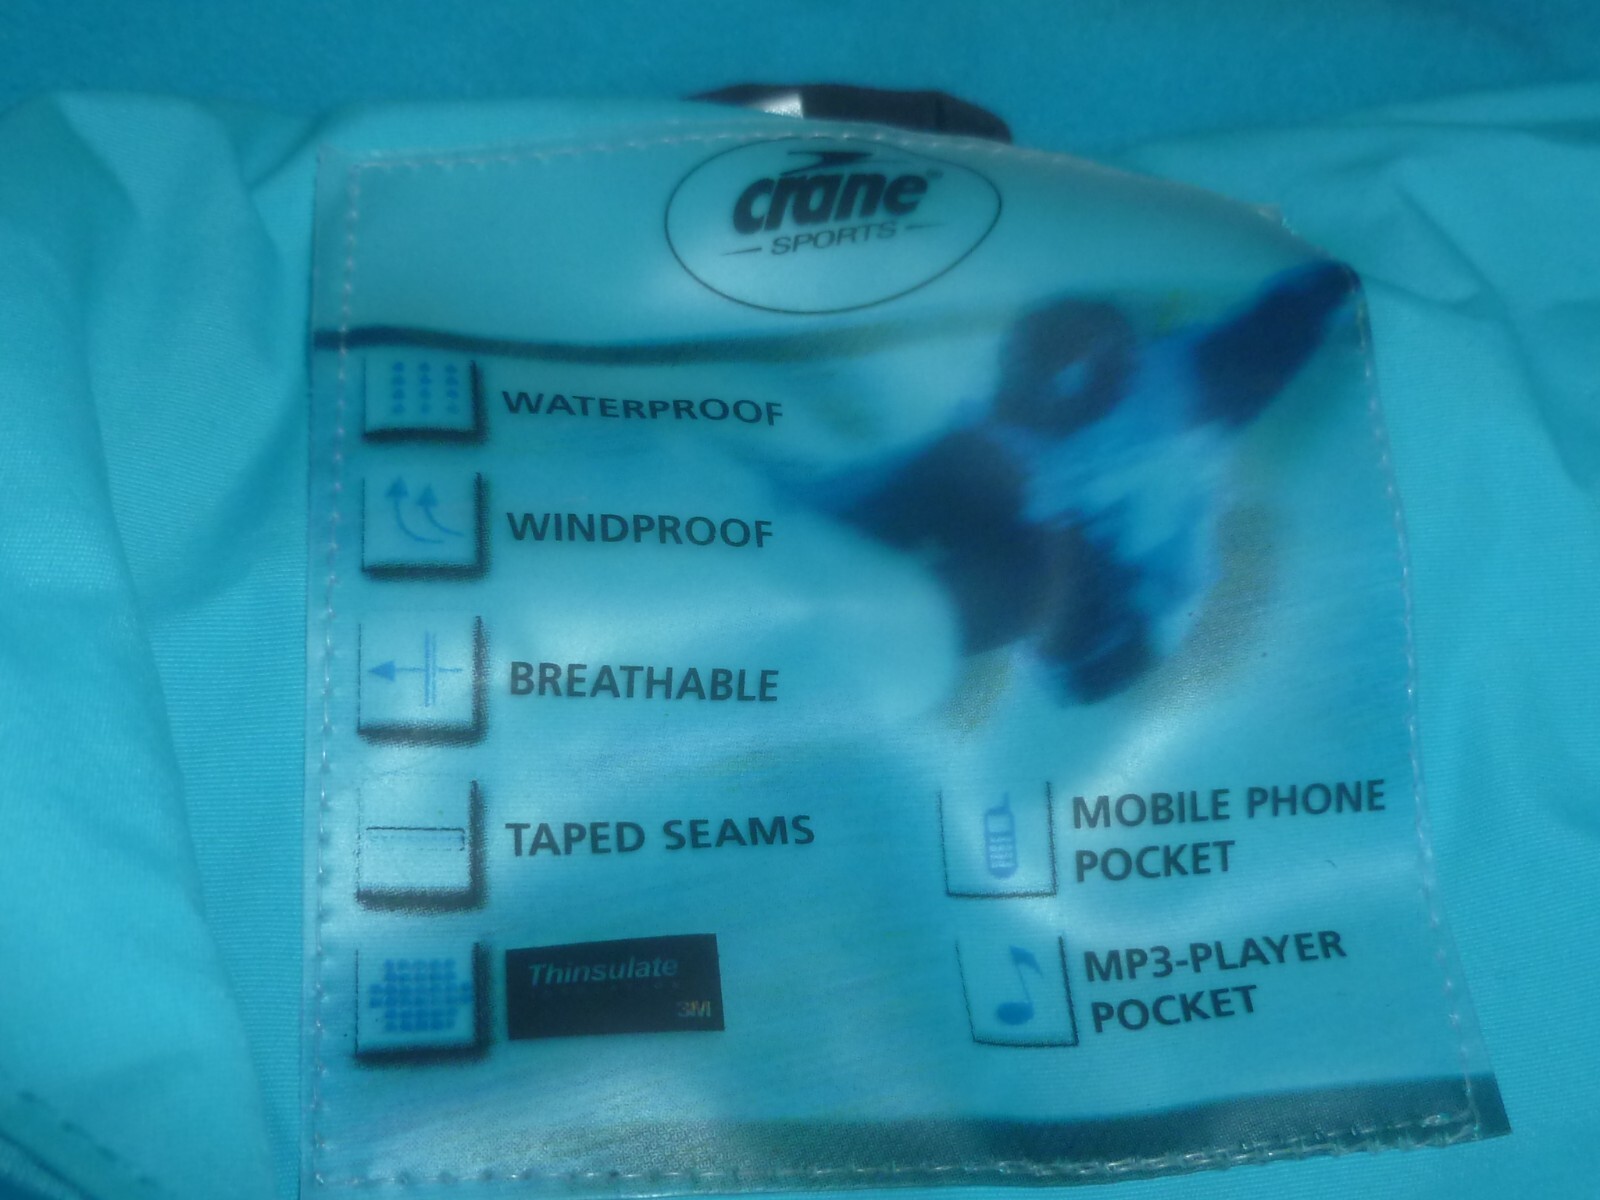 crane
SPORTS
WATERPROOF
WINDPROOF
BREATHABLE
TAPED SEAMS
Thinsulate
3M
MOBILE PHONE
POCKET
MP3-PLAYER
POCKET